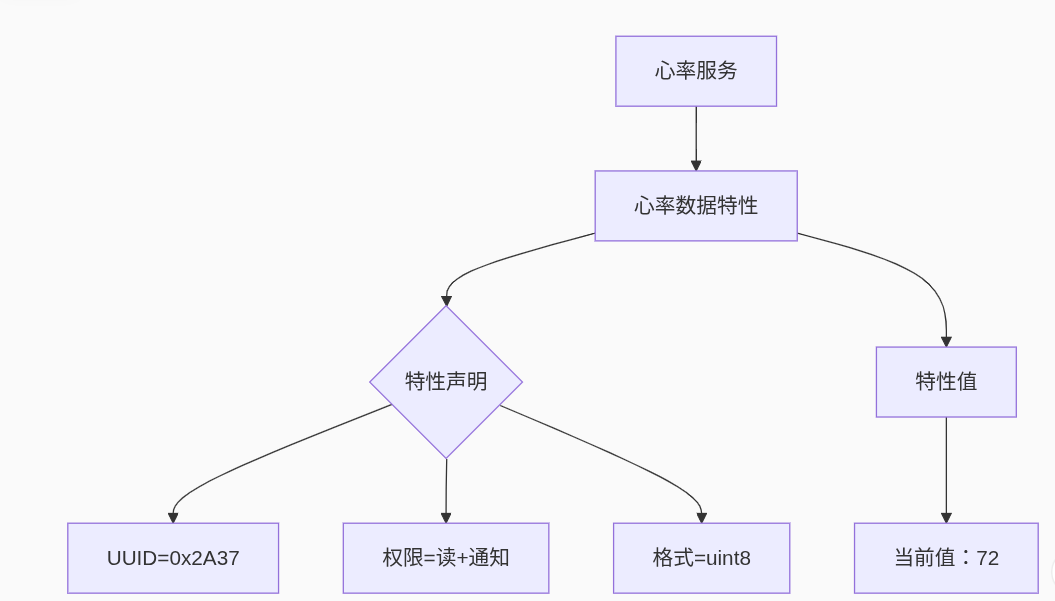 心率服务
心率数据特性
特性声明
特性值
UUID=0x2A37
权限=读+通知
格式=uint8
当前值：72